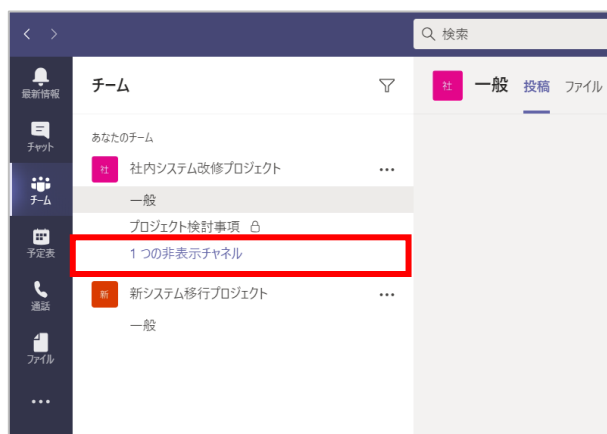 検索
最新情報
チャット
チーム
予定表
通話
ファイル
チーム
あなたのチーム
社 社内システム改修プロジェクト
一般
プロジェクト検討事項
1 つの非表示チャネル
新 新システム移行プロジェクト
一般
社 一般 投稿 ファイル